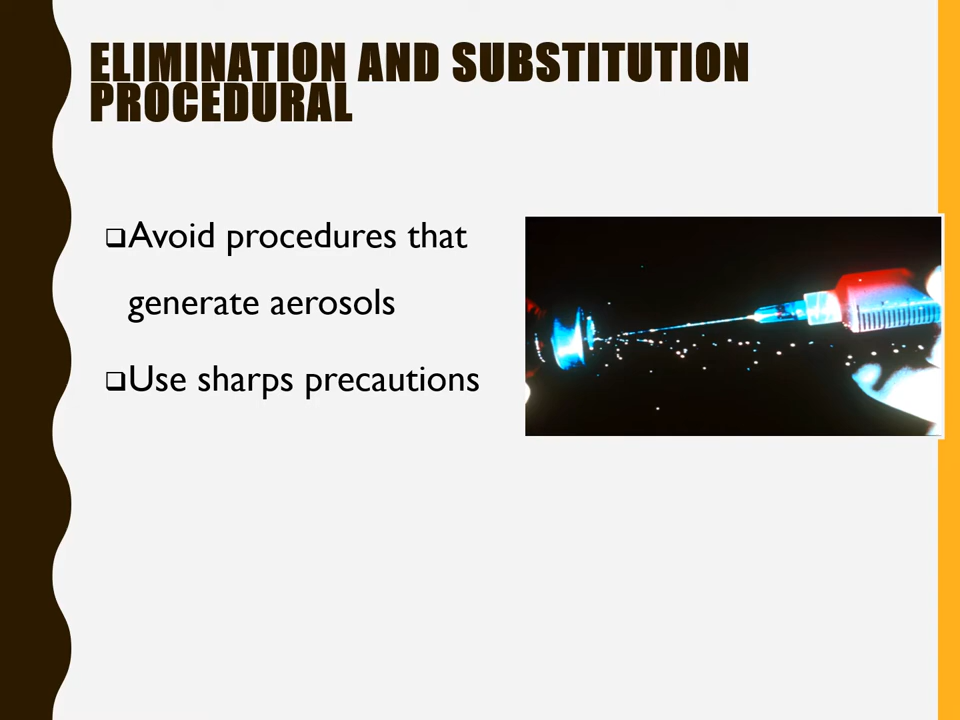 ELIMINATION AND SUBSTITUTION
PROCEDURAL
❑Avoid procedures that
generate aerosols
❑Use sharps precautions